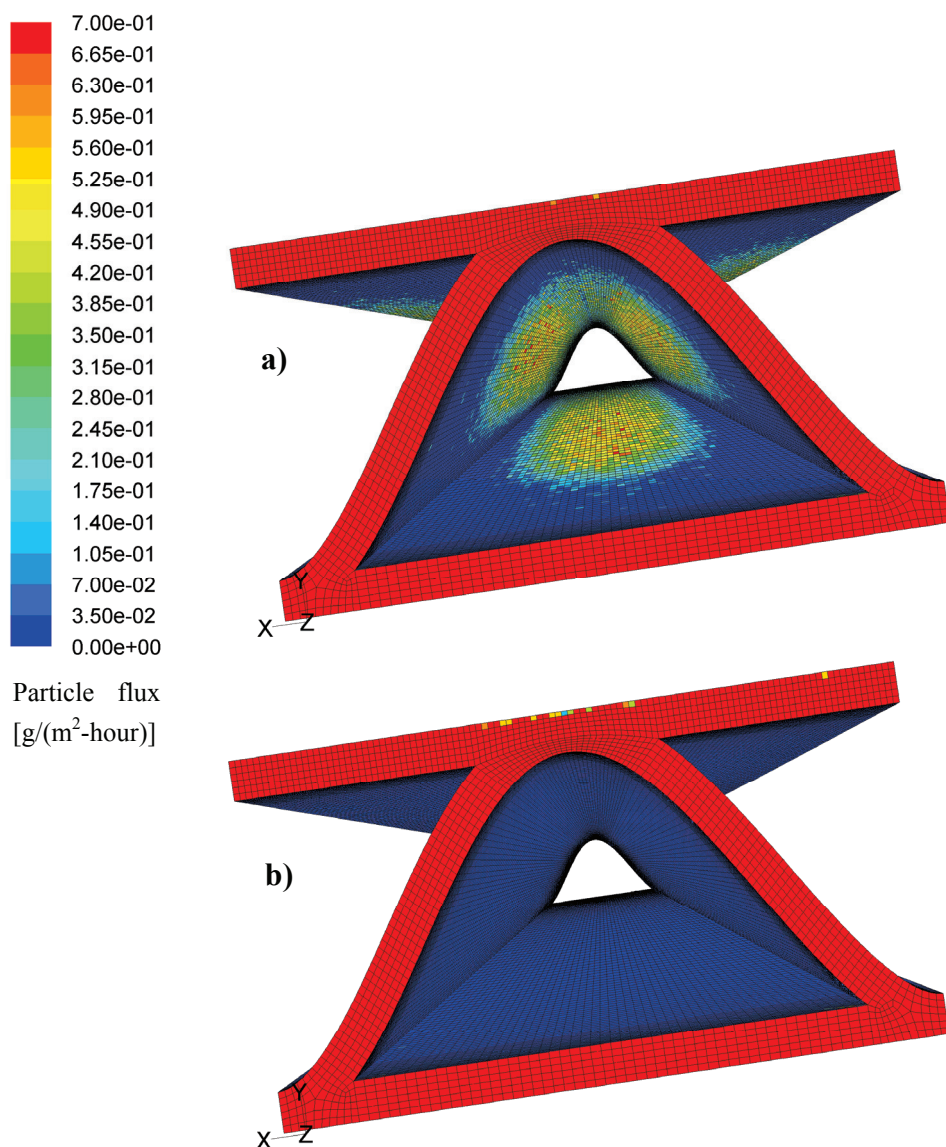 7.00e-01
6.65e-01
6.30e-01
5.95e-01
5.60e-01
5.25e-01
4.90e-01
4.55e-01
4.20e-01
3.85e-01
3.50e-01
3.15e-01
2.80e-01
2.45e-01
2.10e-01
1.75e-01
1.40e-01
1.05e-01
7.00e-02
3.50e-02
0.00e+00
Particle flux
[g/(m²-hour)]
a)
Y
X Z
b)
Y
X Z